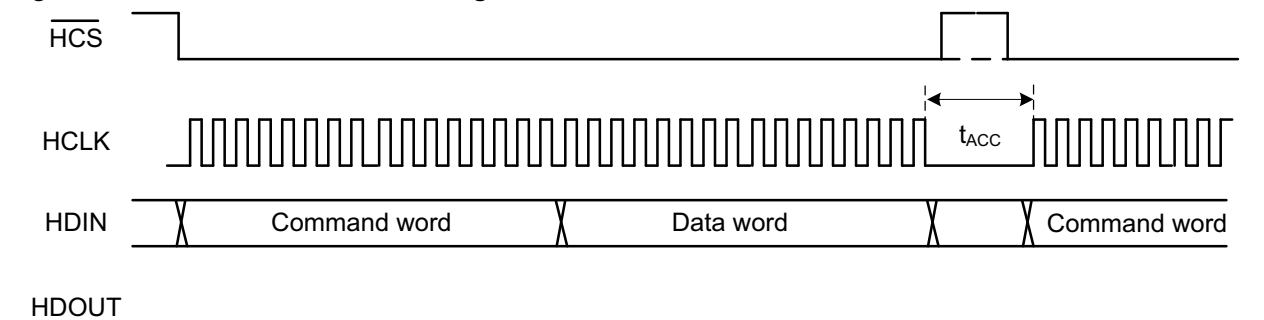 HCS
HCLK
tACC
HDIN
Command word
Data word
Command word
HDOUT